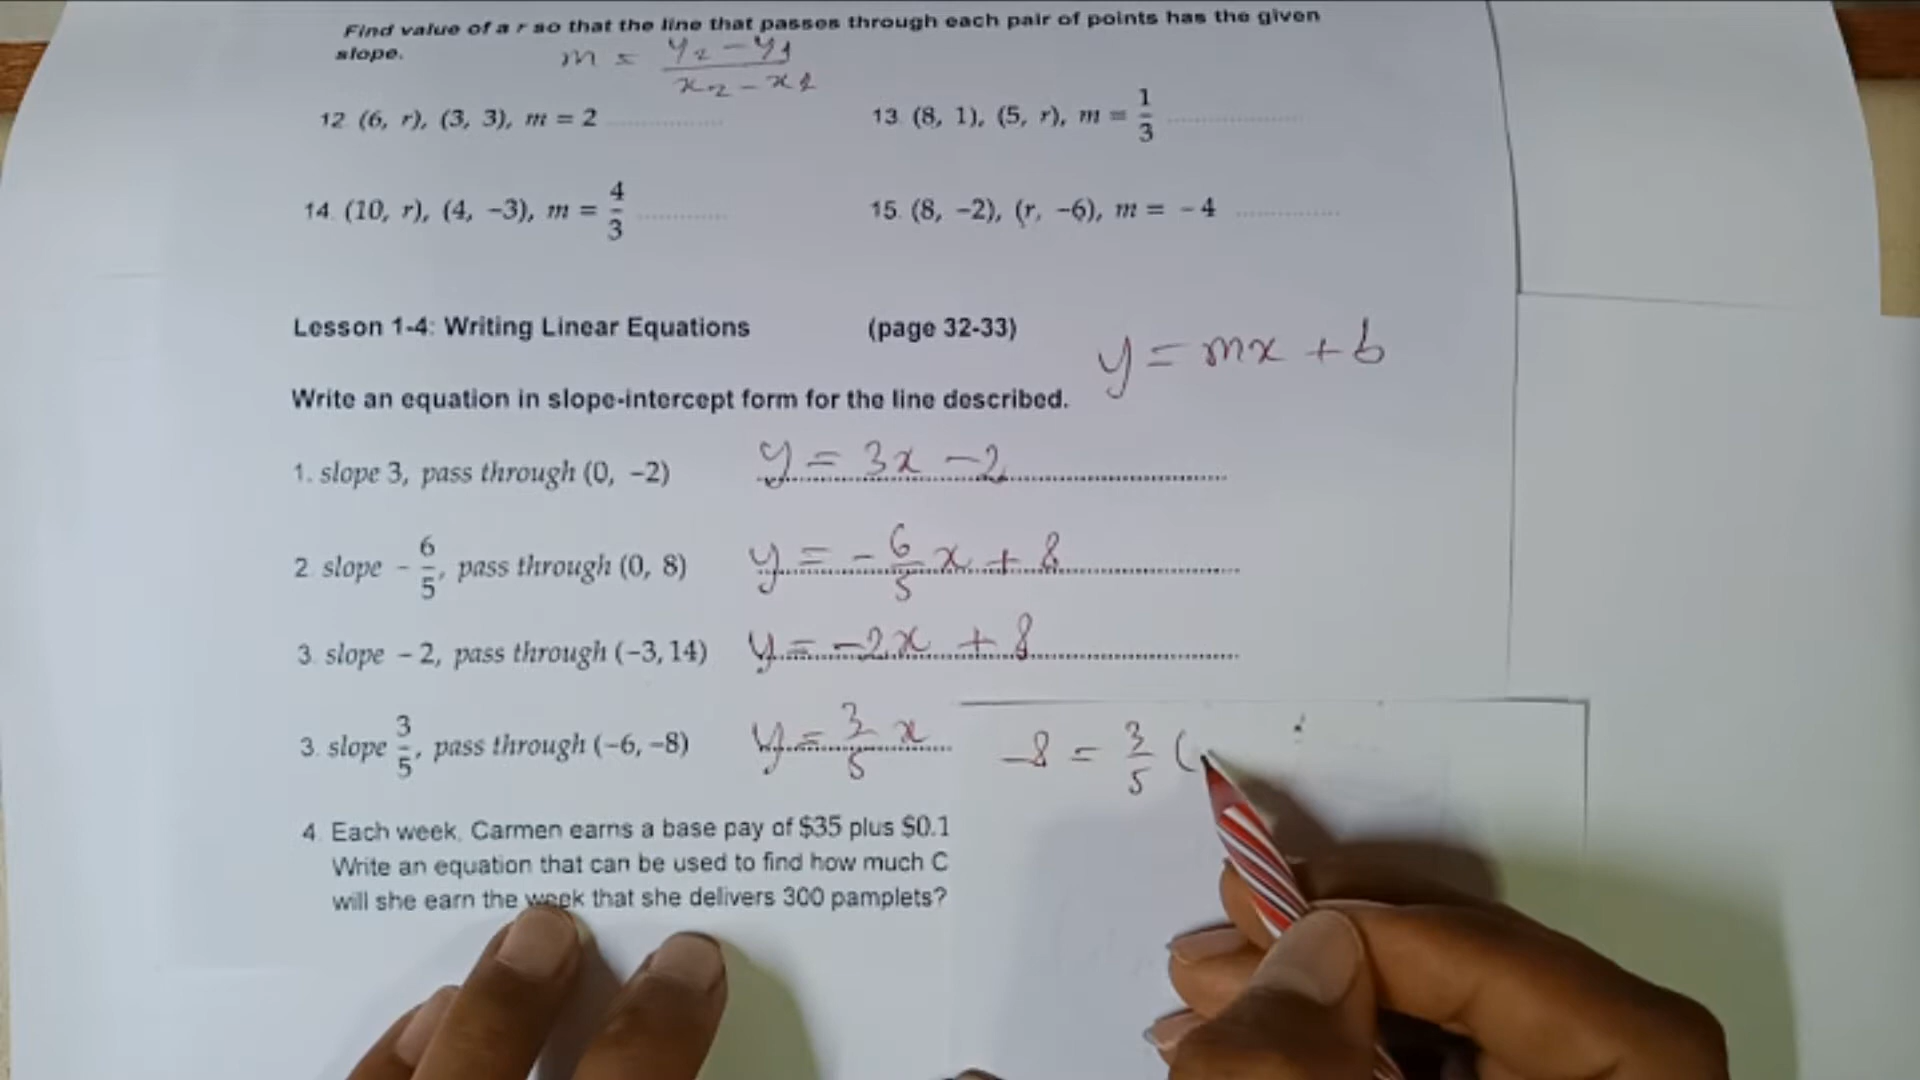 Find value of a r so that the line that passes through each pair of points has the given
slope. m = y₂ - y₁ / x₂ - x₁
12. (6, r), (3, 3), m = 2 ....................
13. (8, 1), (5, r), m = 1/3 ....................
14. (10, r), (4, -3), m = 4/3 ....................
15. (8, -2), (r, -6), m = - 4 ....................
Lesson 1-4: Writing Linear Equations (page 32-33)
y = mx + b
Write an equation in slope-intercept form for the line described.
1. slope 3, pass through (0, -2) y = 3x - 2
2. slope - 6/5, pass through (0, 8) y = - 6/5 x + 8
3. slope - 2, pass through (-3, 14) y = -2x + 8
3. slope 3/5, pass through (-6, -8) y = 3/5 x -8 = 3/5 (
4. Each week, Carmen earns a base pay of $35 plus $0.1
Write an equation that can be used to find how much C
will she earn the week that she delivers 300 pamplets?